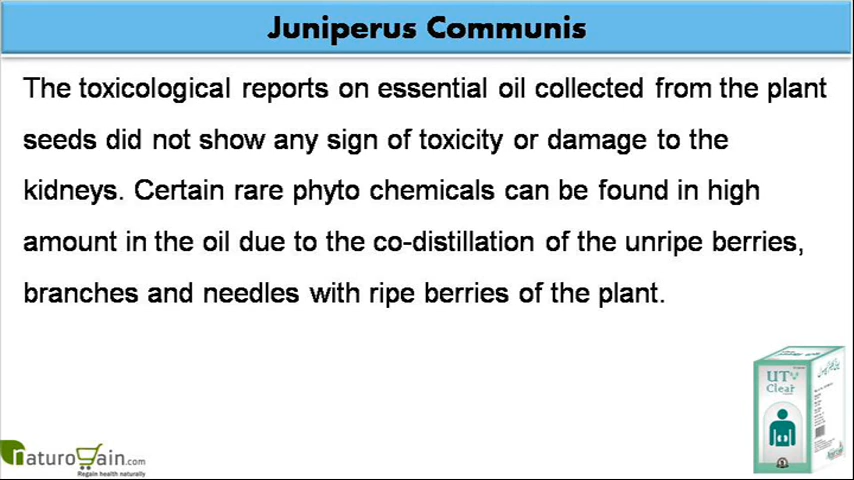 Juniperus Communis
The toxicological reports on essential oil collected from the plant
seeds did not show any sign of toxicity or damage to the
kidneys. Certain rare phyto chemicals can be found in high
amount in the oil due to the co-distillation of the unripe berries,
branches and needles with ripe berries of the plant.
UT
Clear
naturogain.com
Regain health naturally